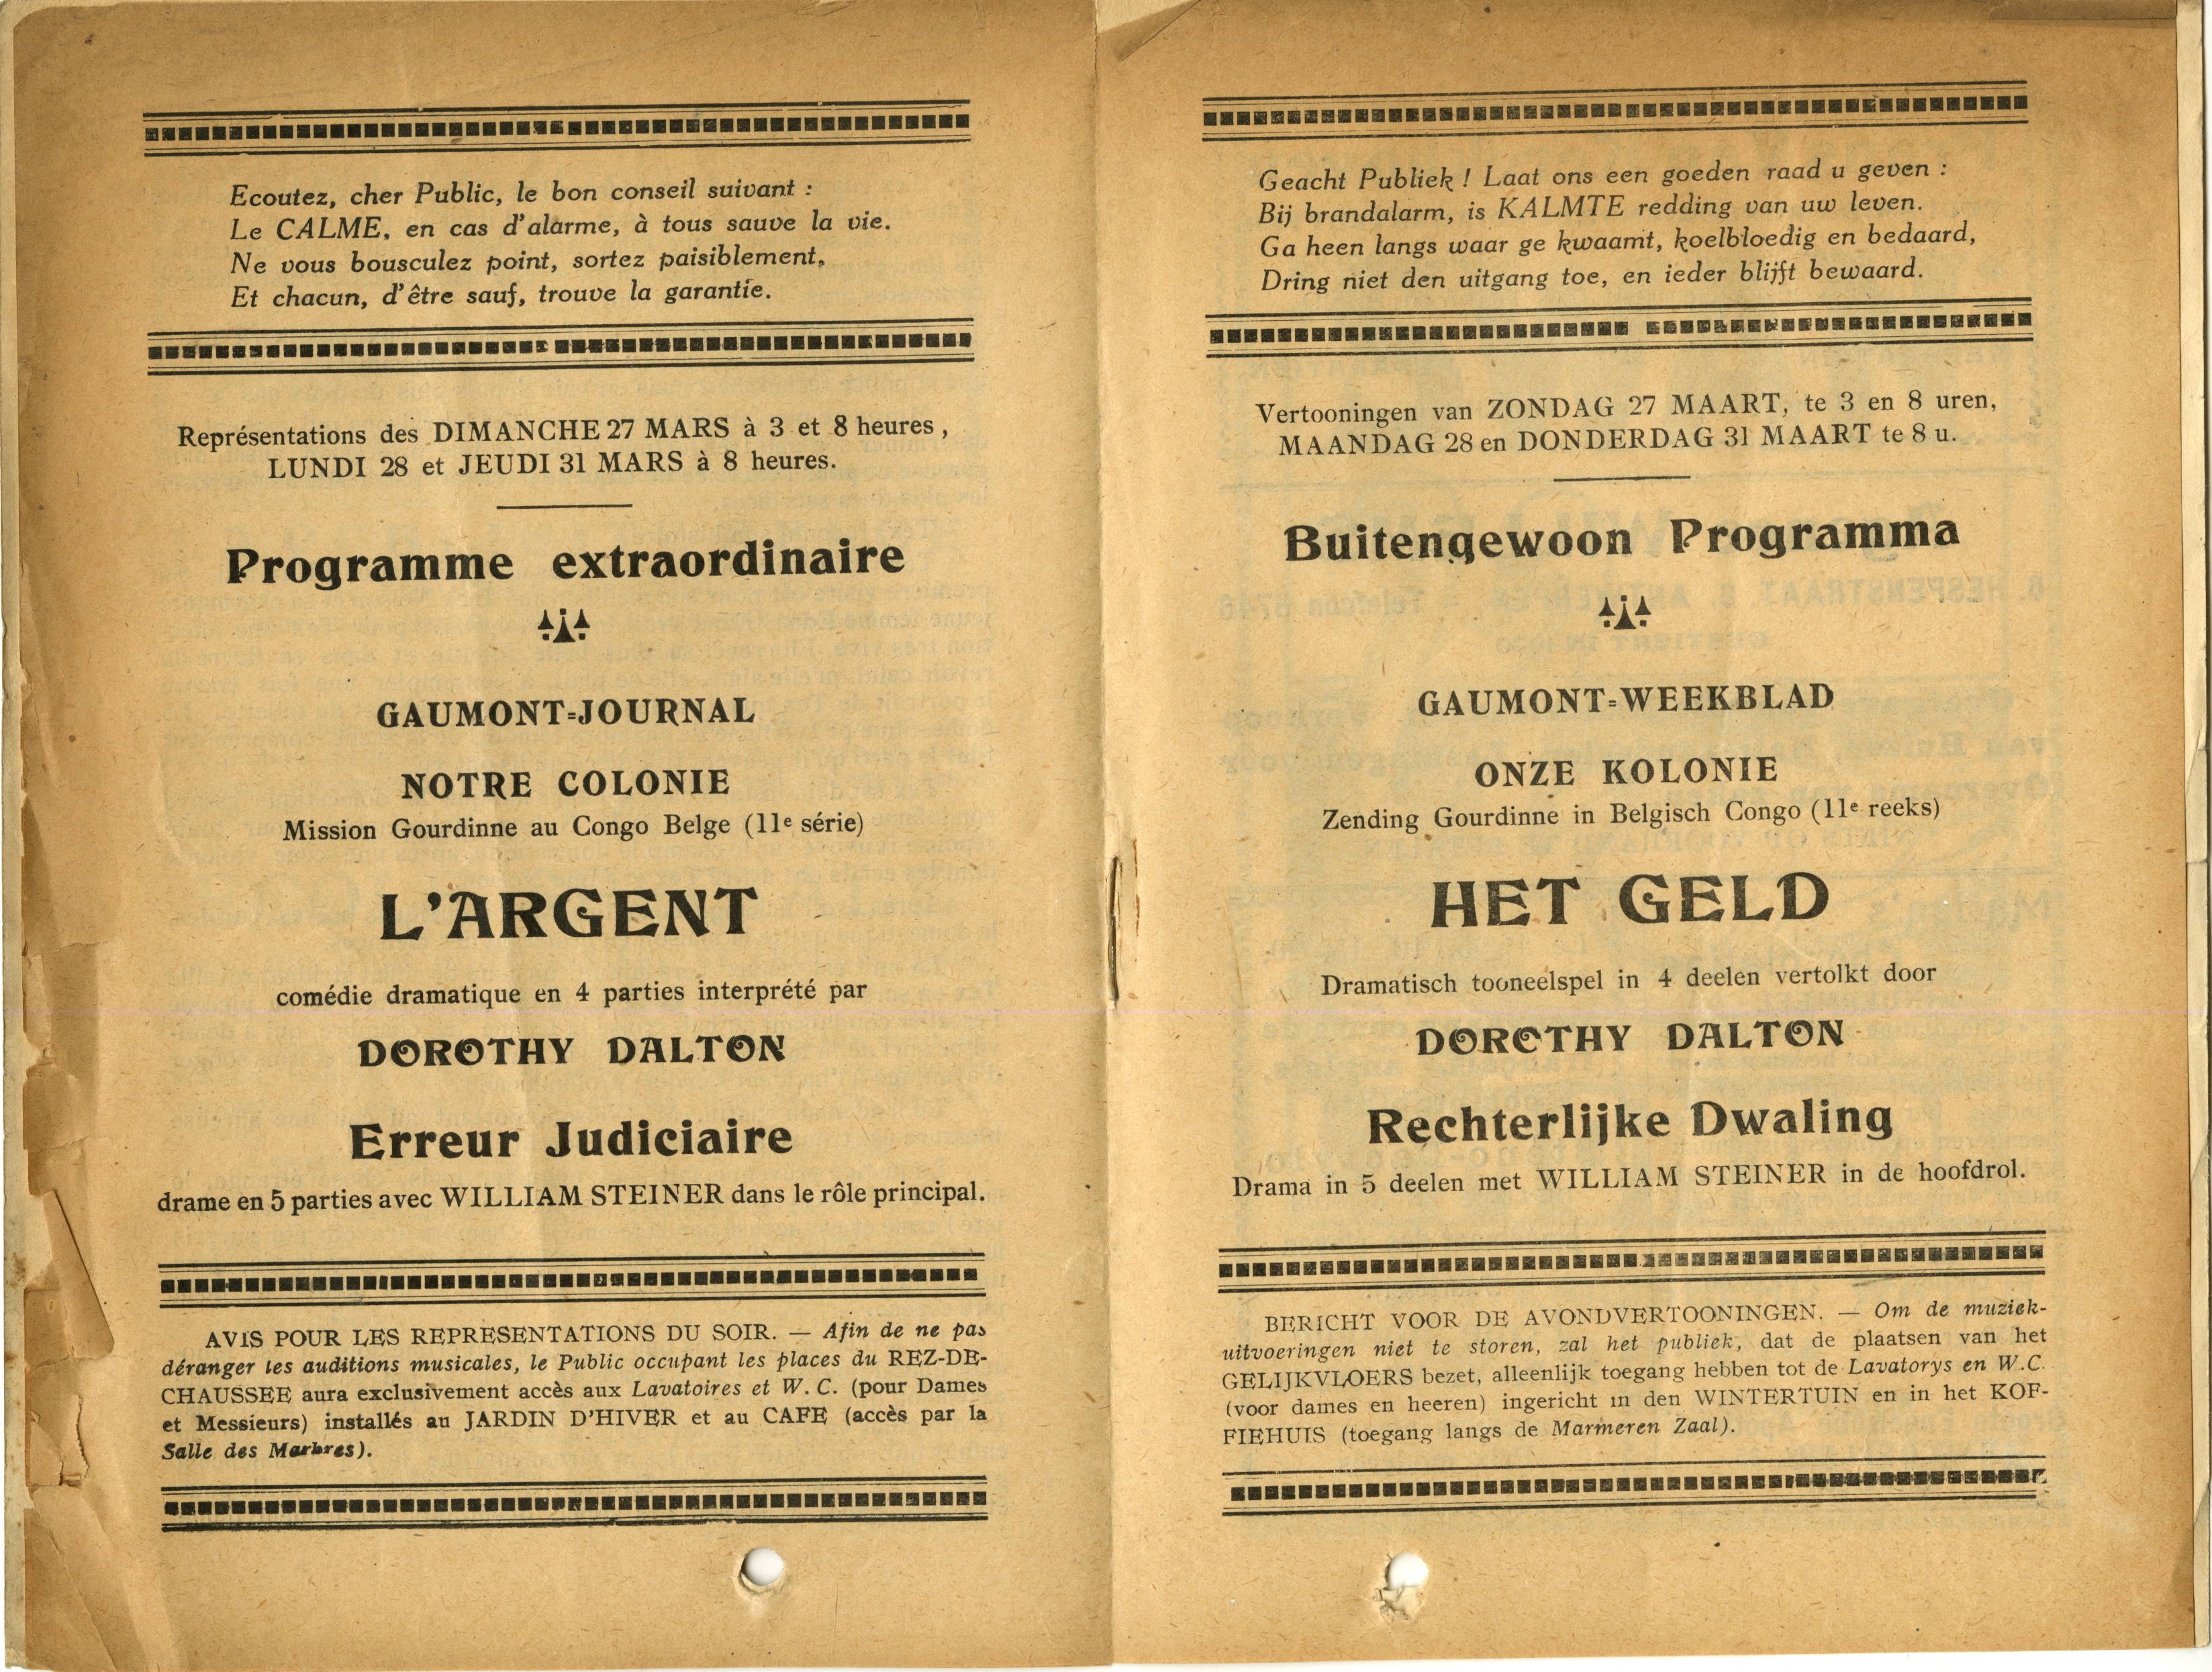 Ecoutez, cher Public, le bon conseil suivant :
Le CALME, en cas d'alarme, à tous sauve la vie.
Ne vous bousculez point, sortez paisiblement,
Et chacun, d'être sauf, trouve la garantie.
Représentations des DIMANCHE 27 MARS à 3 et 8 heures,
LUNDI 28 et JEUDI 31 MARS à 8 heures.
Programme extraordinaire
GAUMONT-JOURNAL
NOTRE COLONIE
Mission Gourdinne au Congo Belge (11e série)
L'ARGENT
comédie dramatique en 4 parties interprété par
DOROTHY DALTON
Erreur Judiciaire
drame en 5 parties avec WILLIAM STEINER dans le rôle principal.
AVIS POUR LES REPRESENTATIONS DU SOIR. — Afin de ne pas
déranger les auditions musicales, le Public occupant les places du REZ-DE-
CHAUSSEE aura exclusivement accès aux Lavatoires et W. C. (pour Dames
et Messieurs) installés au JARDIN D'HIVER et au CAFE (accès par la
Salle des Marbres).
Geacht Publiek ! Laat ons een goeden raad u geven :
Bij brandalarm, is KALMTE redding van uw leven.
Ga heen langs waar ge kwaamt, koelbloedig en bedaard,
Dring niet den uitgang toe, en ieder blijft bewaard.
Vertooningen van ZONDAG 27 MAART, te 3 en 8 uren,
MAANDAG 28 en DONDERDAG 31 MAART te 8 u.
Buitengewoon Programma
GAUMONT-WEEKBLAD
ONZE KOLONIE
Zending Gourdinne in Belgisch Congo (11e reeks)
HET GELD
Dramatisch tooneelspel in 4 deelen vertolkt door
DOROTHY DALTON
Rechterlijke Dwaling
Drama in 5 deelen met WILLIAM STEINER in de hoofdrol.
BERICHT VOOR DE AVONDVERTOONINGEN. — Om de muziek-
uitvoeringen niet te storen, zal het publiek, dat de plaatsen van het
GELIJKVLOERS bezet, alleenlijk toegang hebben tot de Lavatorys en W.C.
(voor dames en heeren) ingericht in den WINTERTUIN en in het KOF-
FIEHUIS (toegang langs de Marmeren Zaal).